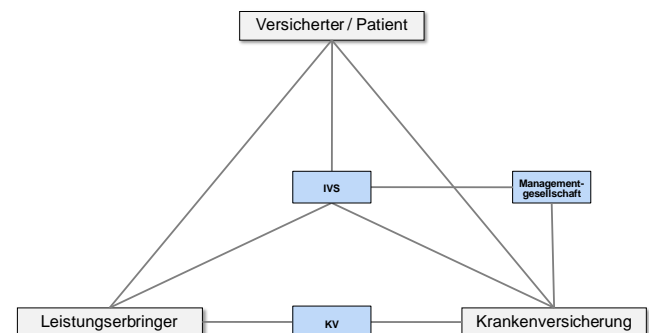 Versicherter / Patient
IVS
Management-
gesellschaft
Leistungserbringer
KV
Krankenversicherung